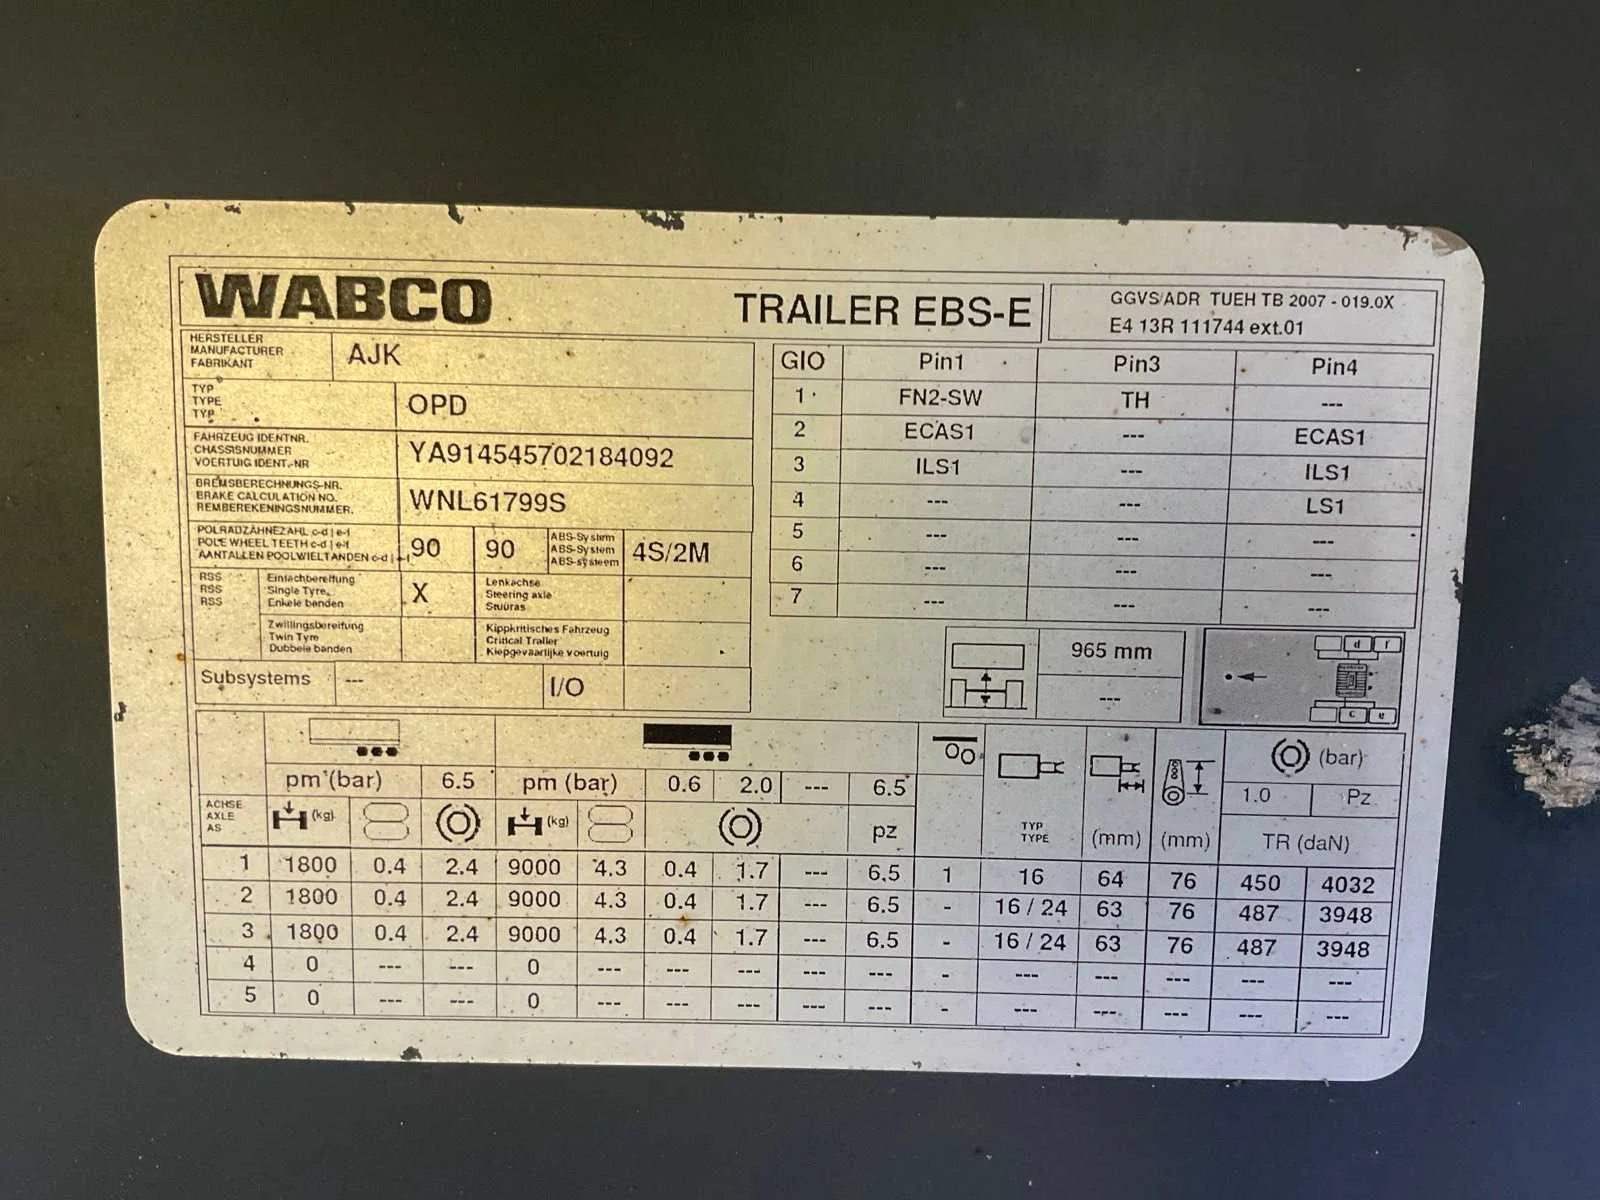 WABCO
TRAILER EBS-E
GGVS/ADR TUEH TB 2007 - 019.0X
E4 13R 111744 ext.01
HERSTELLER
MANUFACTURER
FABRIKANT
AJK
TYP
TYPE
TYP
OPD
FAHRZEUG IDENTNR.
CHASSISNUMMER
VOERTUIG IDENT.-NR
YA914545702184092
BREMSBERECHNUNGS-NR.
BRAKE CALCULATION NO.
REMBEREKENINGSNUMMER.
WNL61799S
POLRADZÄHNEZAHL c-d | e-f
POLE WHEEL TEETH c-d | e-f
AANTALLEN POOLWIELTANDEN c-d | e-f
90 90
ABS-System
ABS-System
ABS-systeem
4S/2M
RSS
RSS
RSS
Einfachbereifung
Single Tyre
Enkele banden
X
Lenkachse
Steering axle
Stuuras
Zwillingsbereifung
Twin Tyre
Dubbele banden
Kippkritisches Fahrzeug
Critical Trailer
Kiepgevaarlijke voertuig
Subsystems --- I/O
GIO Pin1 Pin3 Pin4
1 FN2-SW TH ---
2 ECAS1 --- ECAS1
3 ILS1 --- ILS1
4 --- --- LS1
5 --- --- ---
6 --- --- ---
7 --- --- ---
965 mm
---
d f
c e
pm (bar) 6.5 pm (bar) 0.6 2.0 --- 6.5
(bar)
1.0 Pz
ACHSE
AXLE
AS
(kg) (kg) pz
TYP
TYPE
(mm) (mm) TR (daN)
1 1800 0.4 2.4 9000 4.3 0.4 1.7 --- 6.5 1 16 64 76 450 4032
2 1800 0.4 2.4 9000 4.3 0.4 1.7 --- 6.5 - 16 / 24 63 76 487 3948
3 1800 0.4 2.4 9000 4.3 0.4 1.7 --- 6.5 - 16 / 24 63 76 487 3948
4 0 --- --- 0 --- --- --- --- --- - --- --- --- --- ---
5 0 --- --- 0 --- --- --- --- --- - --- --- --- --- ---